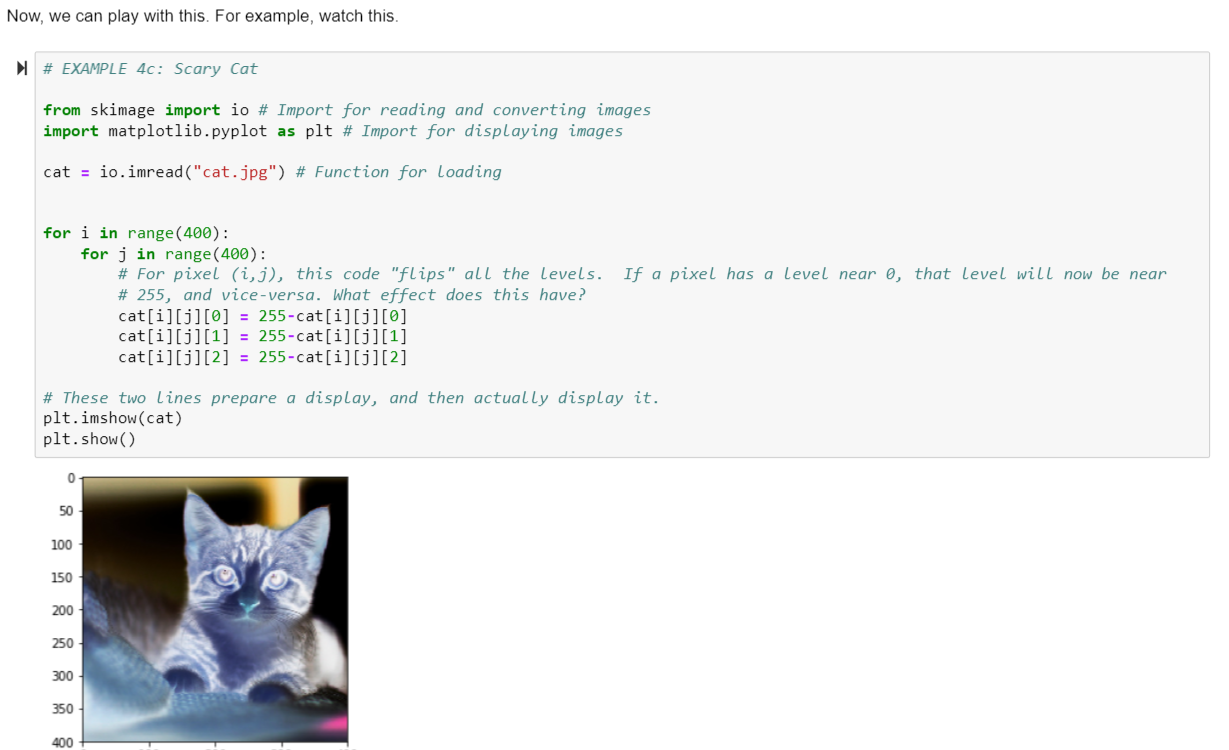 Now, we can play with this. For example, watch this.
# EXAMPLE 4c: Scary Cat
from skimage import io # Import for reading and converting images
import matplotlib.pyplot as plt # Import for displaying images
cat = io.imread("cat.jpg") # Function for loading
for i in range(400):
    for j in range(400):
        # For pixel (i,j), this code "flips" all the levels.  If a pixel has a level near 0, that level will now be near
        # 255, and vice-versa. What effect does this have?
        cat[i][j][0] = 255-cat[i][j][0]
        cat[i][j][1] = 255-cat[i][j][1]
        cat[i][j][2] = 255-cat[i][j][2]
# These two lines prepare a display, and then actually display it.
plt.imshow(cat)
plt.show()
0
50
100
150
200
250
300
350
400